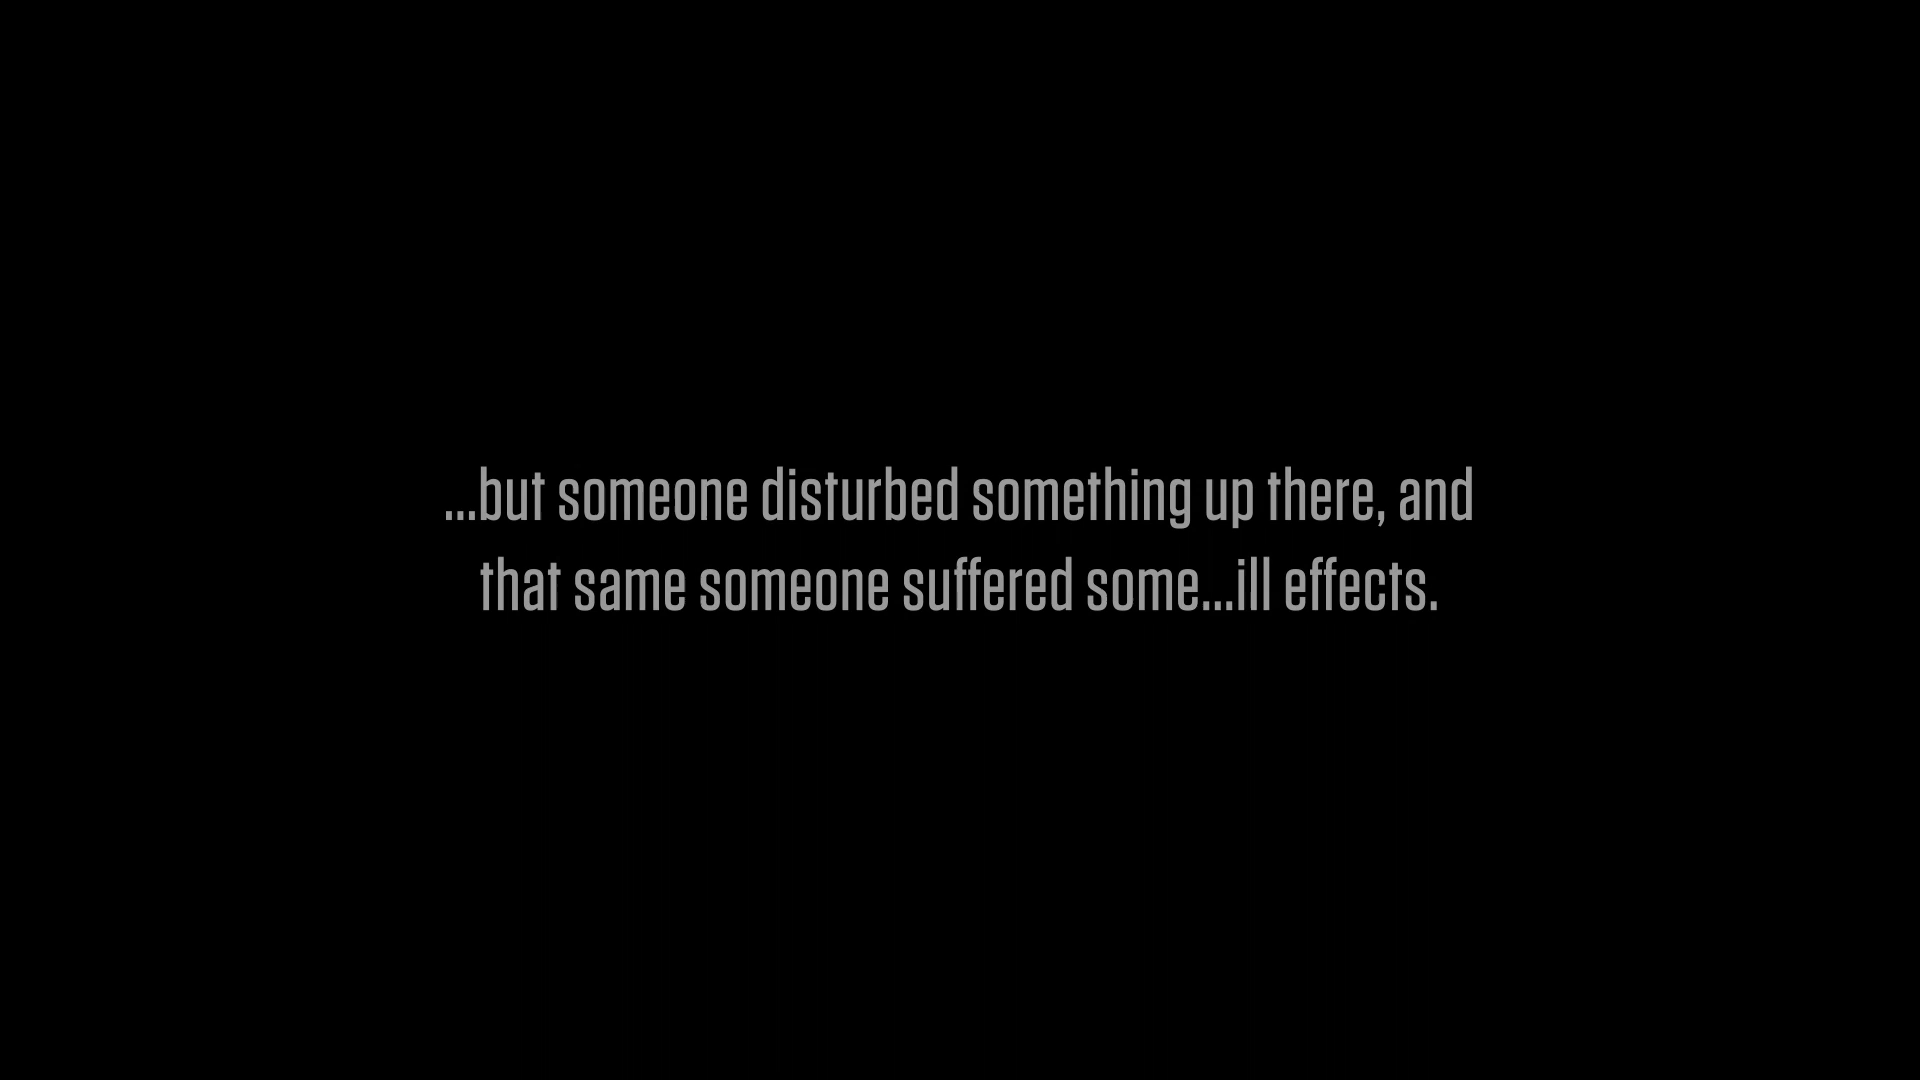 ...but someone disturbed something up there, and
that same someone suffered some...ill effects.